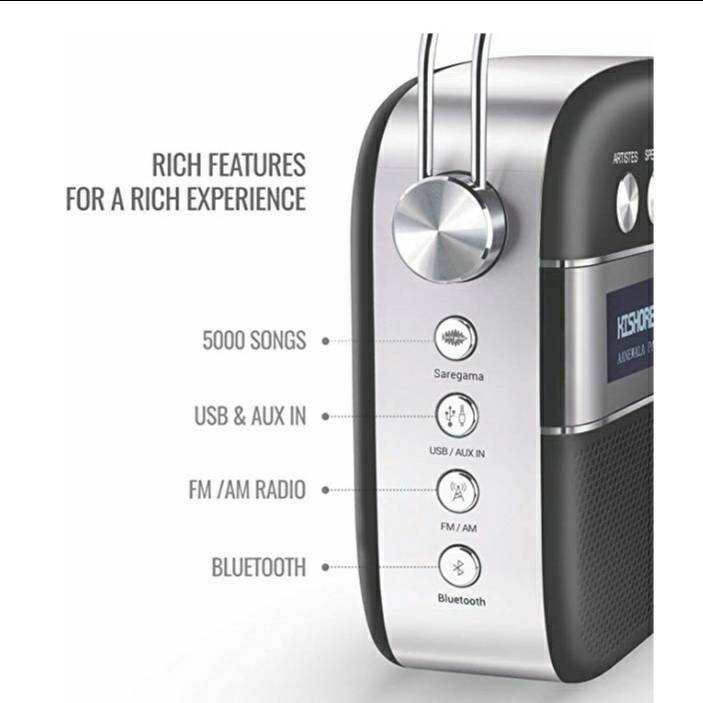 RICH FEATURES
FOR A RICH EXPERIENCE
ARTISTES
5000 SONGS
KISHORE
Saregama
USB & AUX IN
USB / AUX IN
FM /AM RADIO
FM / AM
BLUETOOTH
Bluetooth